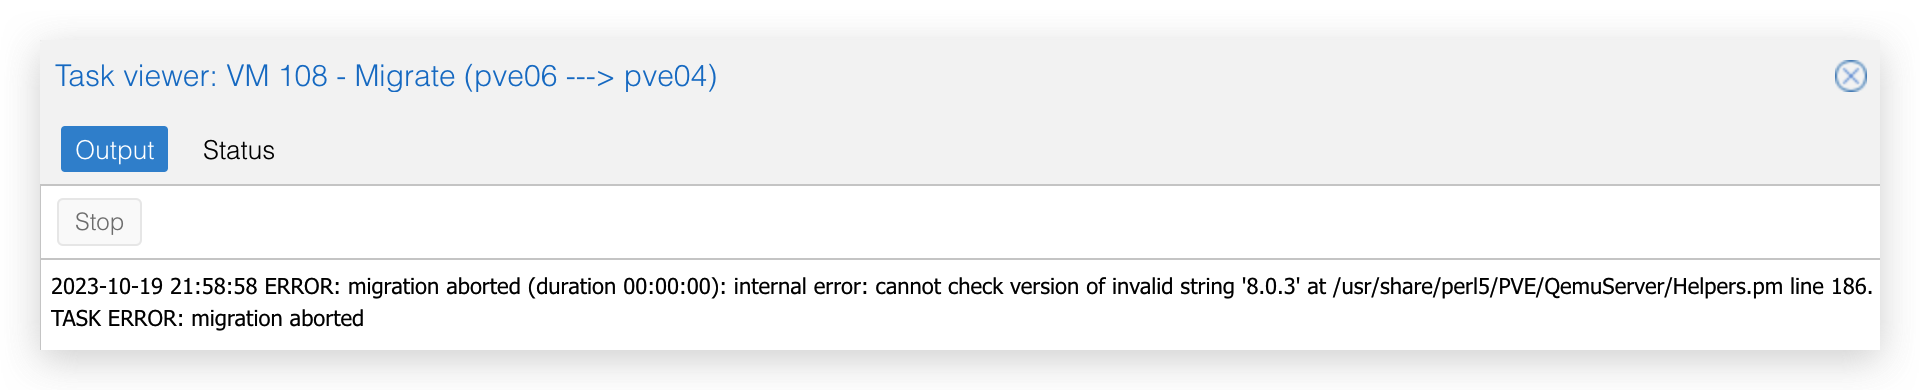 Task viewer: VM 108 - Migrate (pve06 ---> pve04)
Output Status
Stop
2023-10-19 21:58:58 ERROR: migration aborted (duration 00:00:00): internal error: cannot check version of invalid string '8.0.3' at /usr/share/perl5/PVE/QemuServer/Helpers.pm line 186.
TASK ERROR: migration aborted